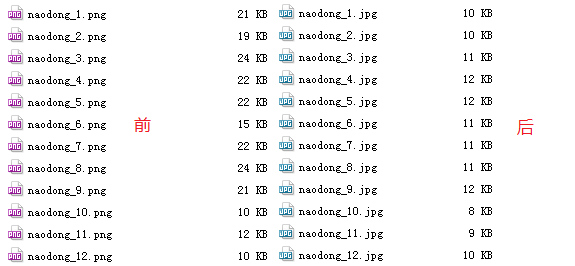 naodong_1.png 21 KB naodong_1.jpg 10 KB
naodong_2.png 19 KB naodong_2.jpg 10 KB
naodong_3.png 24 KB naodong_3.jpg 11 KB
naodong_4.png 22 KB naodong_4.jpg 12 KB
naodong_5.png 22 KB naodong_5.jpg 12 KB
naodong_6.png 前 15 KB naodong_6.jpg 11 KB 后
naodong_7.png 22 KB naodong_7.jpg 11 KB
naodong_8.png 24 KB naodong_8.jpg 11 KB
naodong_9.png 21 KB naodong_9.jpg 12 KB
naodong_10.png 10 KB naodong_10.jpg 8 KB
naodong_11.png 12 KB naodong_11.jpg 9 KB
naodong_12.png 10 KB naodong_12.jpg 10 KB